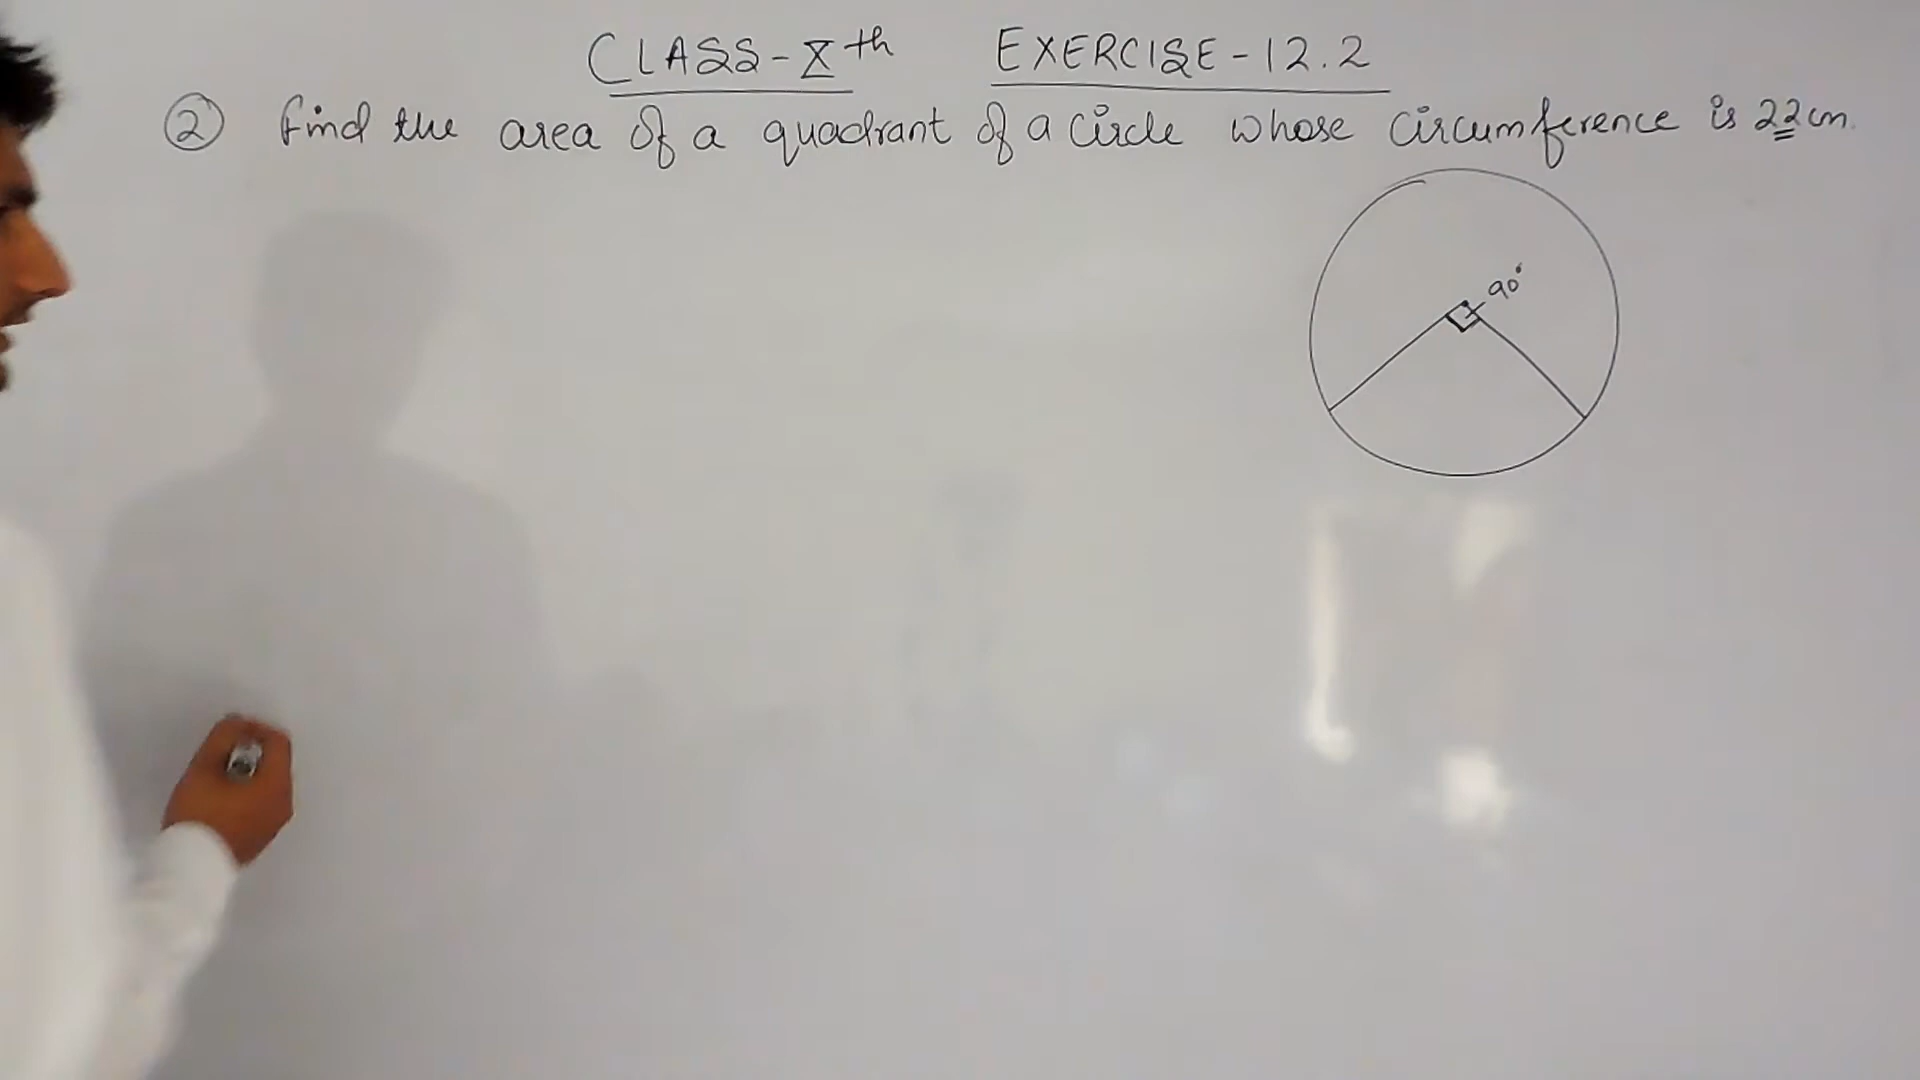 CLASS-Xth EXERCISE-12.2
② find the area of a quadrant of a circle whose circumference is 22cm.
90°